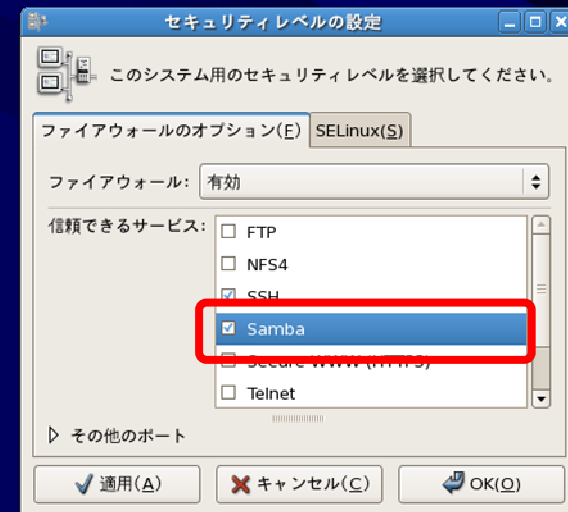 セキュリティレベルの設定
このシステム用のセキュリティレベルを選択してください。
ファイアウォールのオプション(F) SELinux(S)
ファイアウォール: 有効
信頼できるサービス:
FTP
NFS4
SSH
Samba
Secure WWW (HTTPS)
Telnet
その他のポート
適用(A) キャンセル(C) OK(O)